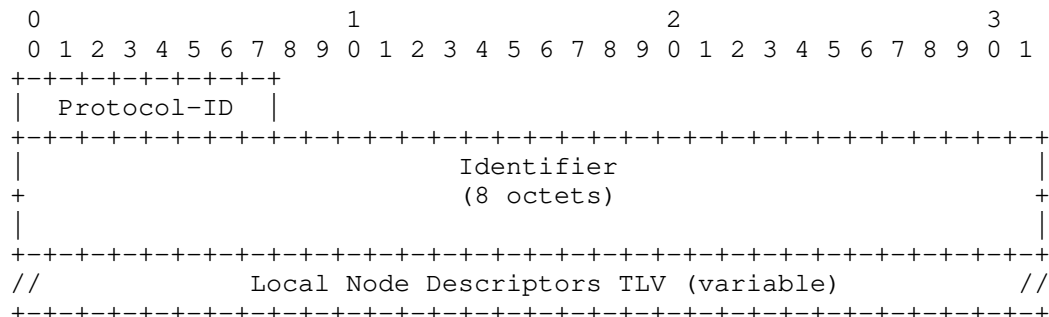 0                   1                   2                   3
 0 1 2 3 4 5 6 7 8 9 0 1 2 3 4 5 6 7 8 9 0 1 2 3 4 5 6 7 8 9 0 1
+-+-+-+-+-+-+-+-+
|  Protocol-ID  |
+-+-+-+-+-+-+-+-+-+-+-+-+-+-+-+-+-+-+-+-+-+-+-+-+-+-+-+-+-+-+-+-+
|                           Identifier                          |
+                           (8 octets)                          +
|                                                               |
+-+-+-+-+-+-+-+-+-+-+-+-+-+-+-+-+-+-+-+-+-+-+-+-+-+-+-+-+-+-+-+-+
//             Local Node Descriptors TLV (variable)           //
+-+-+-+-+-+-+-+-+-+-+-+-+-+-+-+-+-+-+-+-+-+-+-+-+-+-+-+-+-+-+-+-+